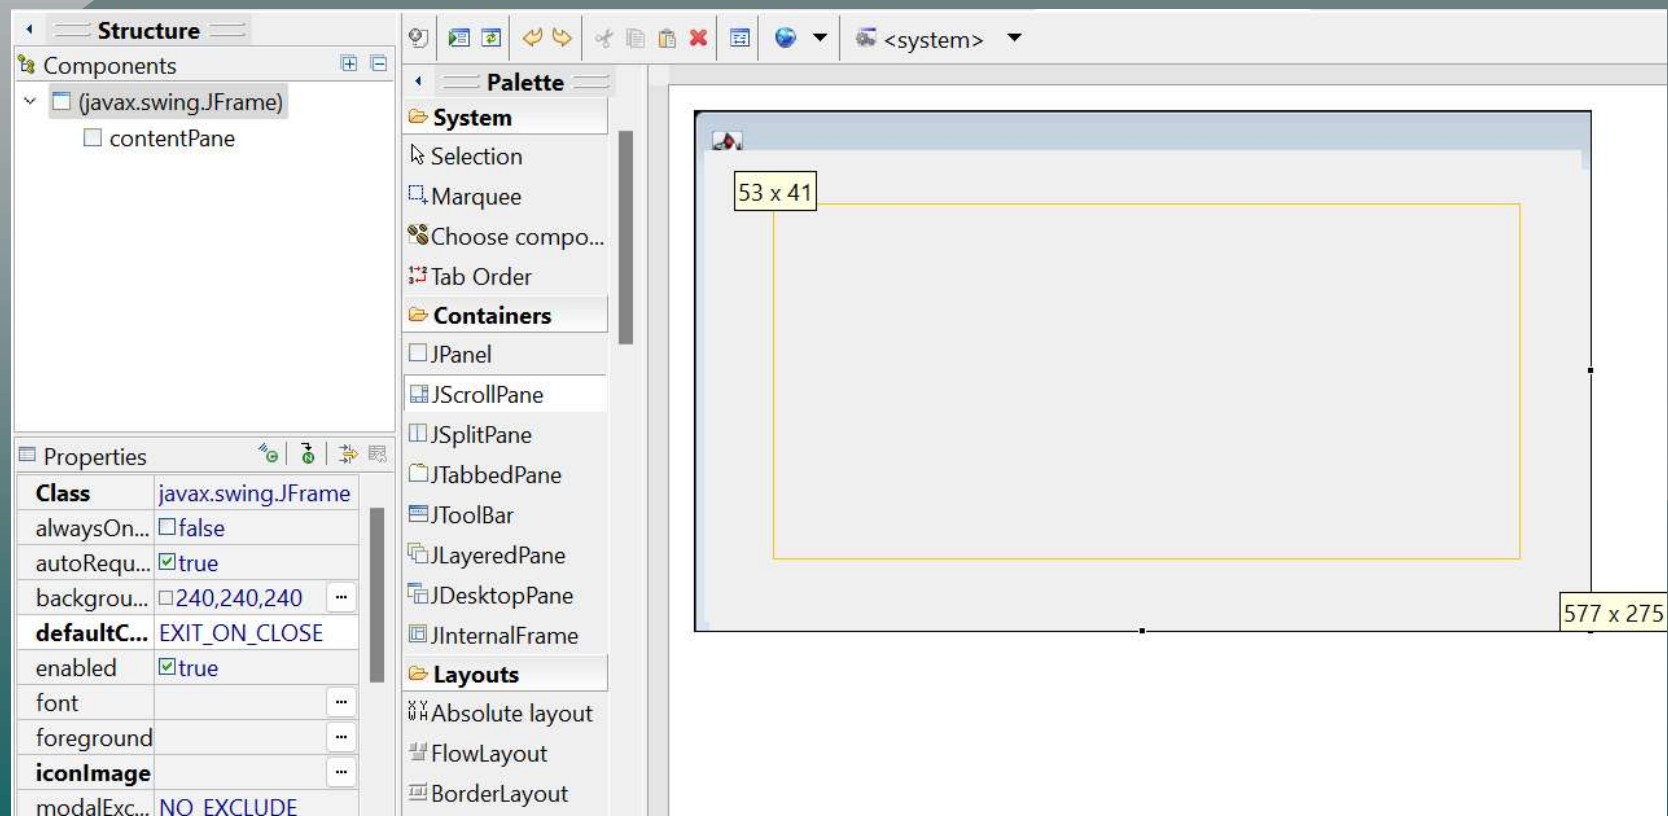 Structure
Components
(javax.swing.JFrame)
contentPane
Properties
Class javax.swing.JFrame
alwaysOn... false
autoRequ... true
backgrou... 240,240,240 ...
defaultC... EXIT_ON_CLOSE
enabled true
font ...
foreground ...
iconImage ...
modalExc... NO_EXCLUDE
<system>
Palette
System
Selection
Marquee
Choose compo...
Tab Order
Containers
JPanel
JScrollPane
JSplitPane
JTabbedPane
JToolBar
JLayeredPane
JDesktopPane
JInternalFrame
Layouts
Absolute layout
FlowLayout
BorderLayout
53 x 41
577 x 275